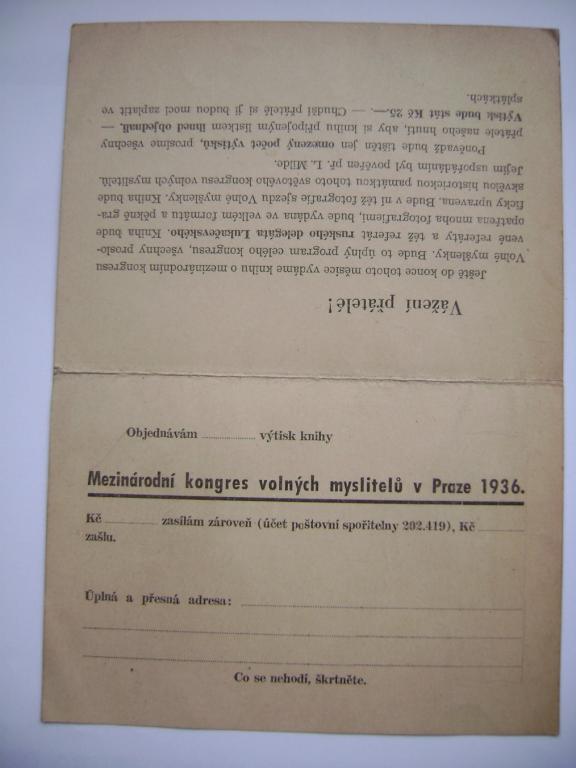 Vážení přátelé!
Ještě do konce tohoto měsíce vydáme knihu o mezinárodním kongresu
Volné myšlenky. Bude to úplný program celého kongresu, všechny proslo-
vené referáty a též referát ruského delegáta Lukačevského. Kniha bude
opatřena mnoha fotografiemi, bude vydána ve velkém formátu a pěkně gra-
ficky upravena. Bude v ní též fotografie sjezdu Volné myšlenky. Kniha bude
skvělou historickou památkou tohoto světového kongresu volných myslitelů.
Jejím uspořádáním byl pověřen př. L. Milde.
Poněvadž bude tištěn jen omezený počet výtisků, prosíme všechny
přátele našeho hnutí, aby si knihu připojeným lístkem ihned objednali. —
Výtisk bude stát Kč 25.—. — Chudší přátelé si ji budou moci zaplatit ve
splátkách.
Objednávám ............ výtisk knihy
Mezinárodní kongres volných myslitelů v Praze 1936.
Kč ............ zasílám zároveň (účet poštovní spořitelny 202.419), Kč ............
zašlu.
Úplná a přesná adresa:
Co se nehodí, škrtněte.